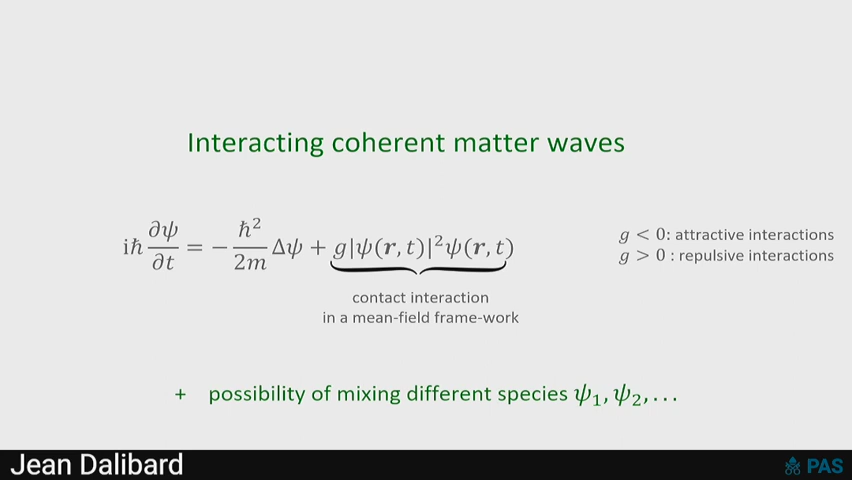 Interacting coherent matter waves
iℏ ∂ψ/∂t = − ℏ²/2m Δψ + g|ψ(r, t)|²ψ(r, t)
g < 0: attractive interactions
g > 0 : repulsive interactions
contact interaction
in a mean-field frame-work
+ possibility of mixing different species ψ₁, ψ₂, . . .
Jean Dalibard
PAS